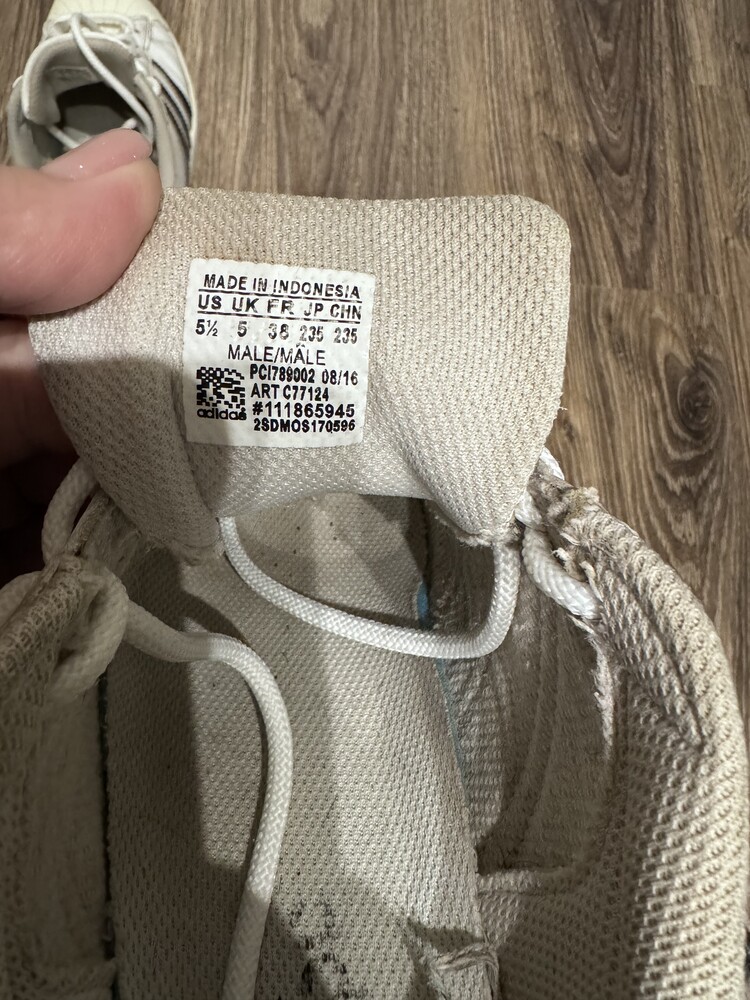 MADE IN INDONESIA
US UK FR JP CHN
5½ 5 38 235 235
MALE/MÂLE
PCI789002 08/16
ART C77124
#111865945
adidas 2SDMOS170596